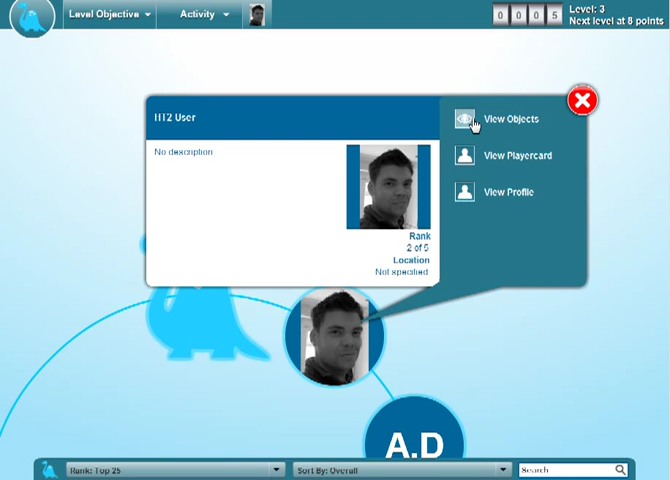 Level Objective
Activity
0 0 0 5
Level: 3
Next level at 8 points
HT2 User
View Objects
No description
View Playercard
View Profile
Rank
2 of 5
Location
Not specified
A.D
Rank: Top 25
Sort By: Overall
Search